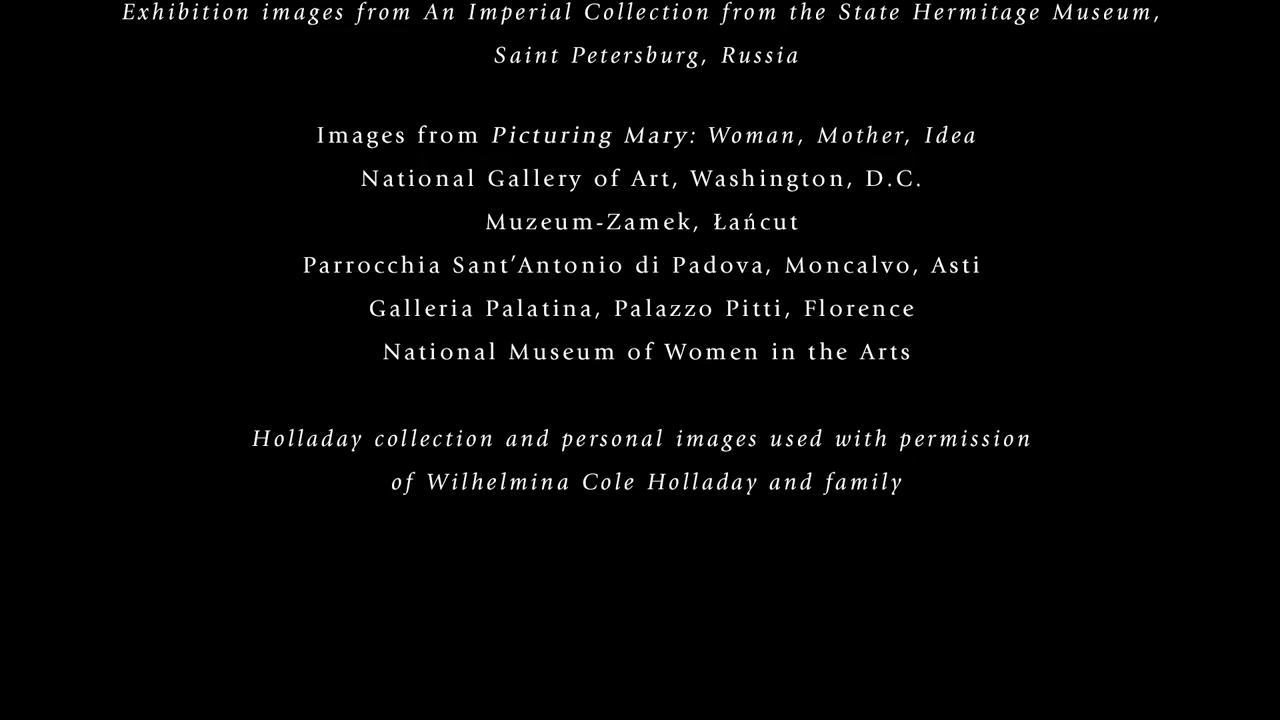 Exhibition images from An Imperial Collection from the State Hermitage Museum,
Saint Petersburg, Russia
Images from Picturing Mary: Woman, Mother, Idea
National Gallery of Art, Washington, D.C.
Muzeum-Zamek, Łańcut
Parrocchia Sant’Antonio di Padova, Moncalvo, Asti
Galleria Palatina, Palazzo Pitti, Florence
National Museum of Women in the Arts
Holladay collection and personal images used with permission
of Wilhelmina Cole Holladay and family